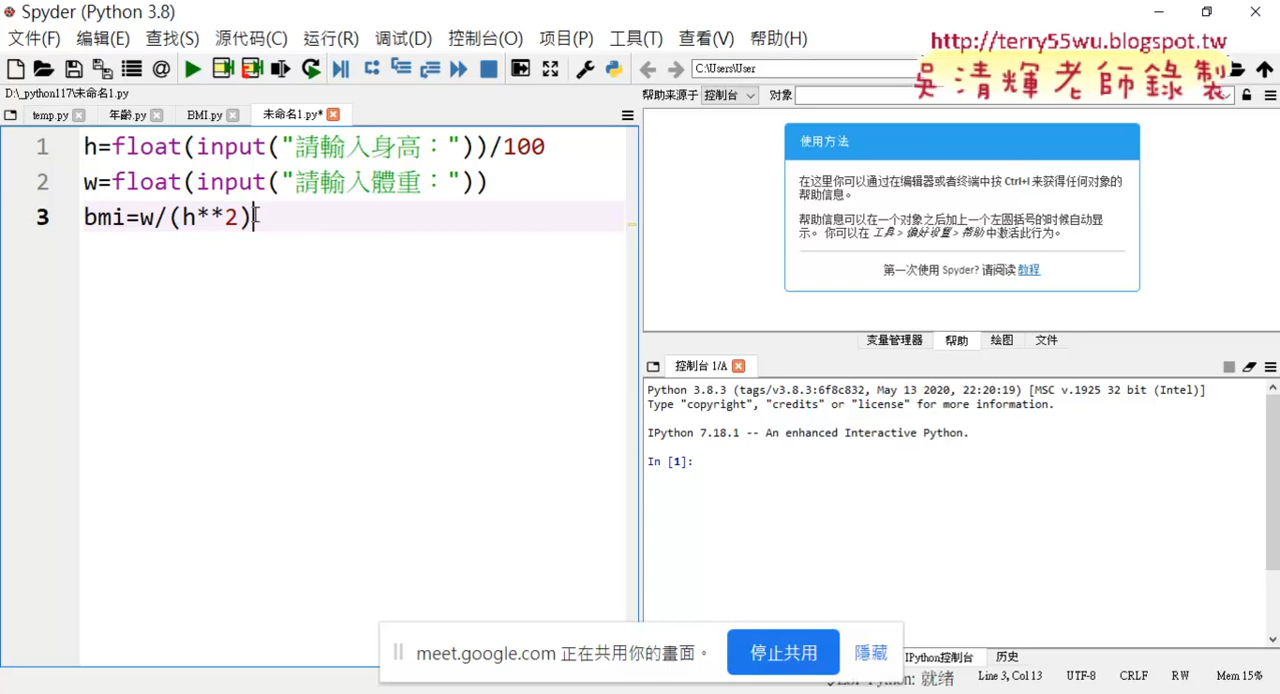 Spyder (Python 3.8)
文件(F) 编辑(E) 查找(S) 源代码(C) 运行(R) 调试(D) 控制台(O) 项目(P) 工具(T) 查看(V) 帮助(H)
http://terry55wu.blogspot.tw
吳清輝老師錄製
C:\Users\User
D:\_python117\未命名1.py
帮助来源于 控制台 对象
temp.py 年齡.py BMI.py 未命名1.py*
1 h=float(input("請輸入身高："))/100
2 w=float(input("請輸入體重："))
3 bmi=w/(h**2)
使用方法
在这里你可以通过在编辑器或者终端中按 Ctrl+I 来获得任何对象的
帮助信息。
帮助信息可以在一个对象之后加上一个左圆括号的时候自动显
示。 你可以在 工具 > 偏好设置 > 帮助 中激活此行为。
第一次使用 Spyder? 请阅读 教程
变量管理器 帮助 绘图 文件
控制台 1/A
Python 3.8.3 (tags/v3.8.3:6f8c832, May 13 2020, 22:20:19) [MSC v.1925 32 bit (Intel)]
Type "copyright", "credits" or "license" for more information.
IPython 7.18.1 -- An enhanced Interactive Python.
In [1]:
meet.google.com 正在共用你的畫面。 停止共用 隱藏
IPython控制台 历史
Python: 就绪 Line 3, Col 13 UTF-8 CRLF RW Mem 15%